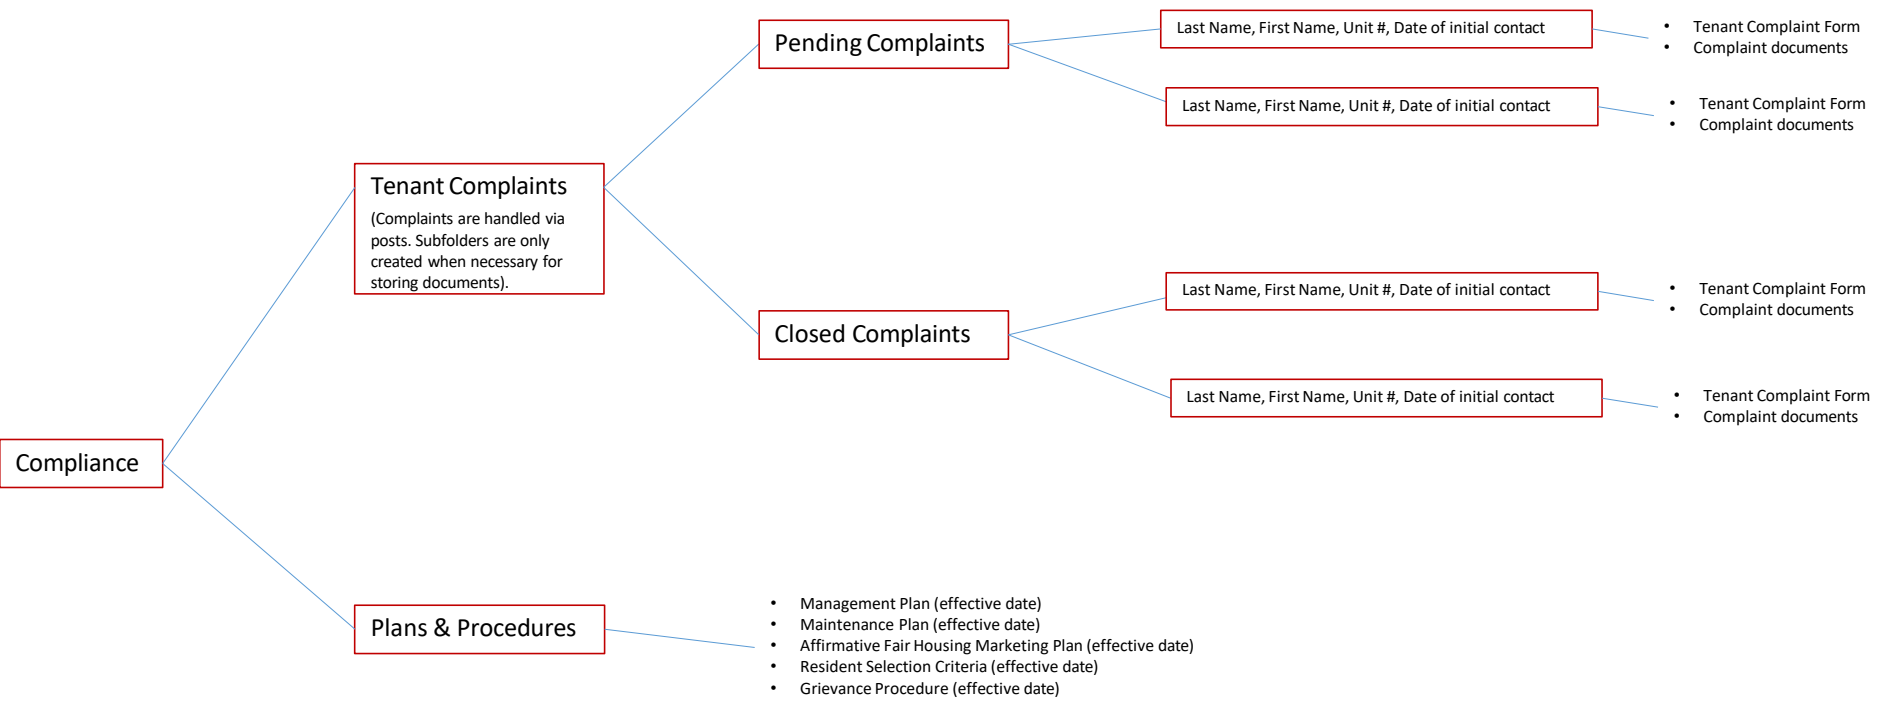 Pending Complaints
Last Name, First Name, Unit #, Date of initial contact
• Tenant Complaint Form
• Complaint documents
Last Name, First Name, Unit #, Date of initial contact
• Tenant Complaint Form
• Complaint documents
Tenant Complaints
(Complaints are handled via
posts. Subfolders are only
created when necessary for
storing documents).
Closed Complaints
Last Name, First Name, Unit #, Date of initial contact
• Tenant Complaint Form
• Complaint documents
Last Name, First Name, Unit #, Date of initial contact
• Tenant Complaint Form
• Complaint documents
Compliance
Plans & Procedures
• Management Plan (effective date)
• Maintenance Plan (effective date)
• Affirmative Fair Housing Marketing Plan (effective date)
• Resident Selection Criteria (effective date)
• Grievance Procedure (effective date)